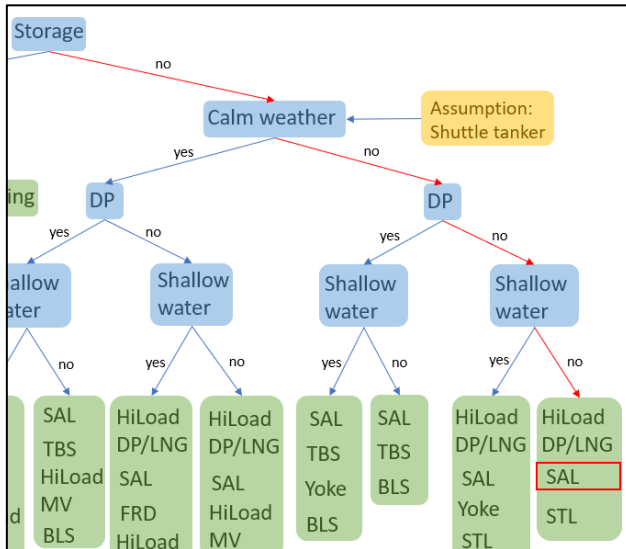 Storage
no
Calm weather
Assumption:
Shuttle tanker
yes
no
ing
DP
DP
yes
no
yes
no
allow
ater
Shallow
water
Shallow
water
Shallow
water
no
yes
no
yes
no
yes
no
d
SAL
TBS
HiLoad
MV
BLS
HiLoad
DP/LNG
SAL
FRD
HiLoad
HiLoad
DP/LNG
SAL
HiLoad
MV
SAL
TBS
Yoke
BLS
SAL
TBS
BLS
HiLoad
DP/LNG
SAL
Yoke
STL
HiLoad
DP/LNG
SAL
STL